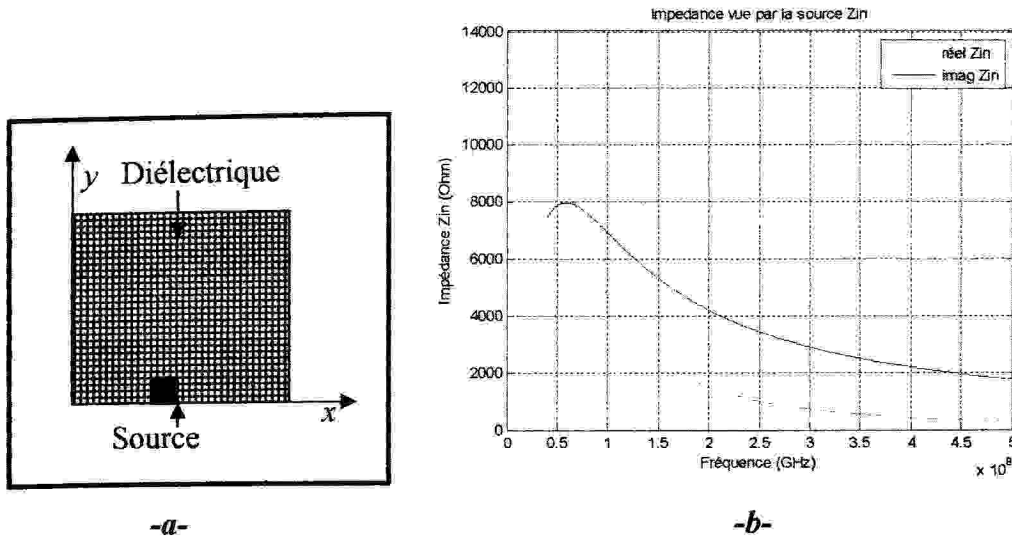 y
Diélectrique
x
Source
-a-
Impedance vue par la source Zin
réel Zin
imag Zin
Impédance Zin (Ohm)
14000
12000
10000
8000
6000
4000
2000
0
0 0.5 1 1.5 2 2.5 3 3.5 4 4.5 5
Fréquence (GHz)
-b-